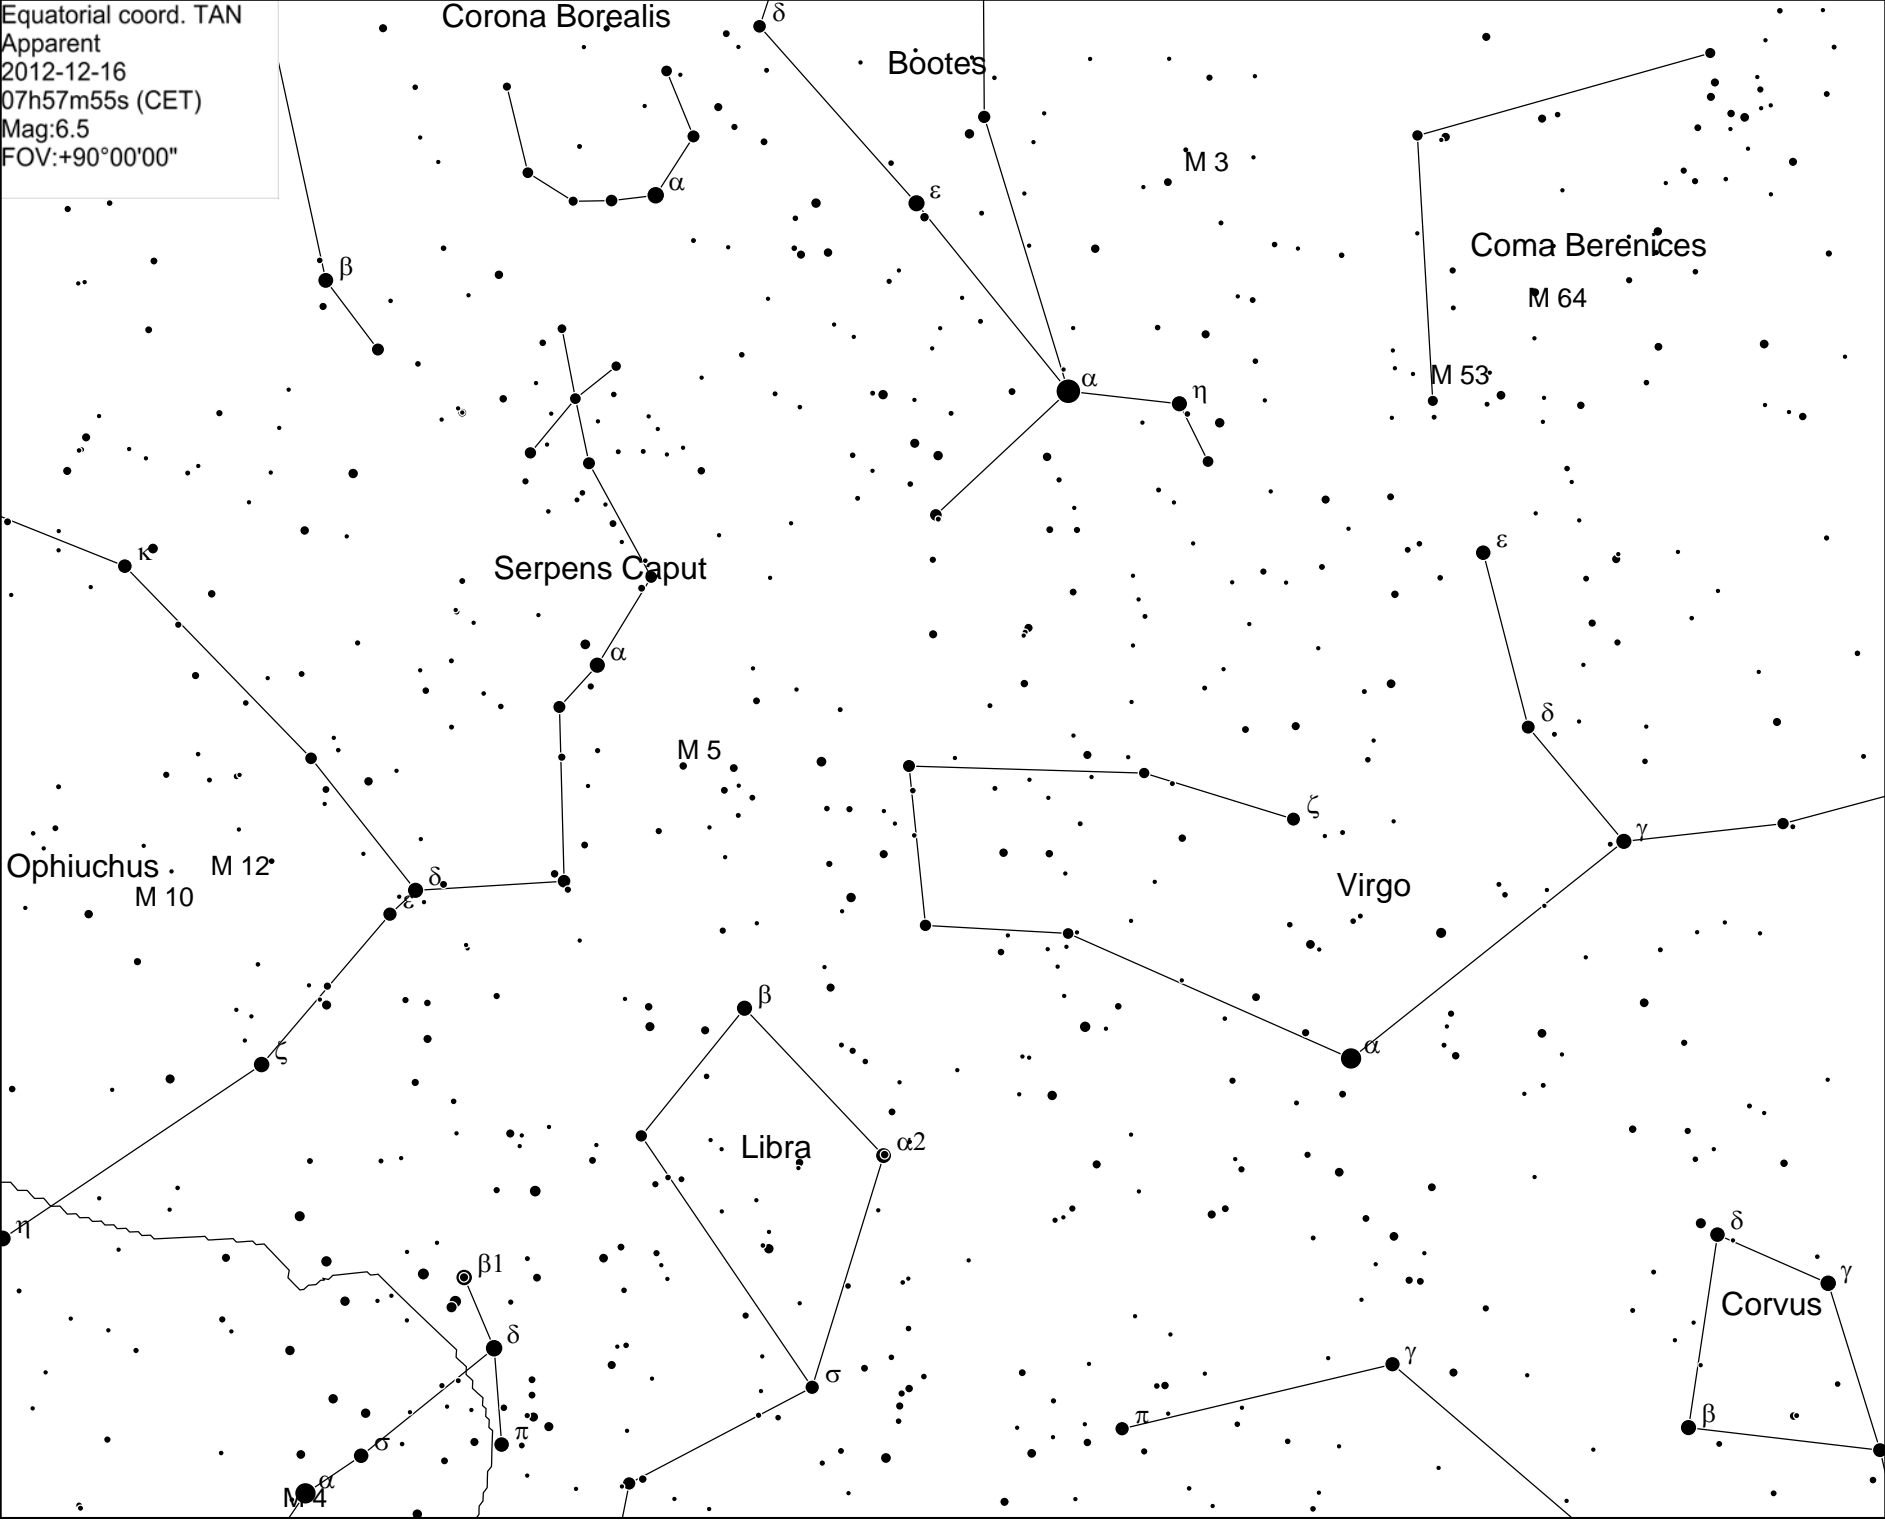 Equatorial coord. TAN
Apparent
2012-12-16
07h57m55s (CET)
Mag:6.5
FOV:+90°00'00"
Corona Borealis
δ
Bootes
M 3
α
ε
Coma Berenices
β
M 64
M 53
α
η
κ
ε
Serpens Caput
α
δ
M 5
ζ
γ
Ophiuchus
M 12
δ
M 10
ε
Virgo
β
ζ
α
Libra
α2
η
δ
β1
γ
Corvus
δ
γ
σ
β
π
π
σ
α
M 4